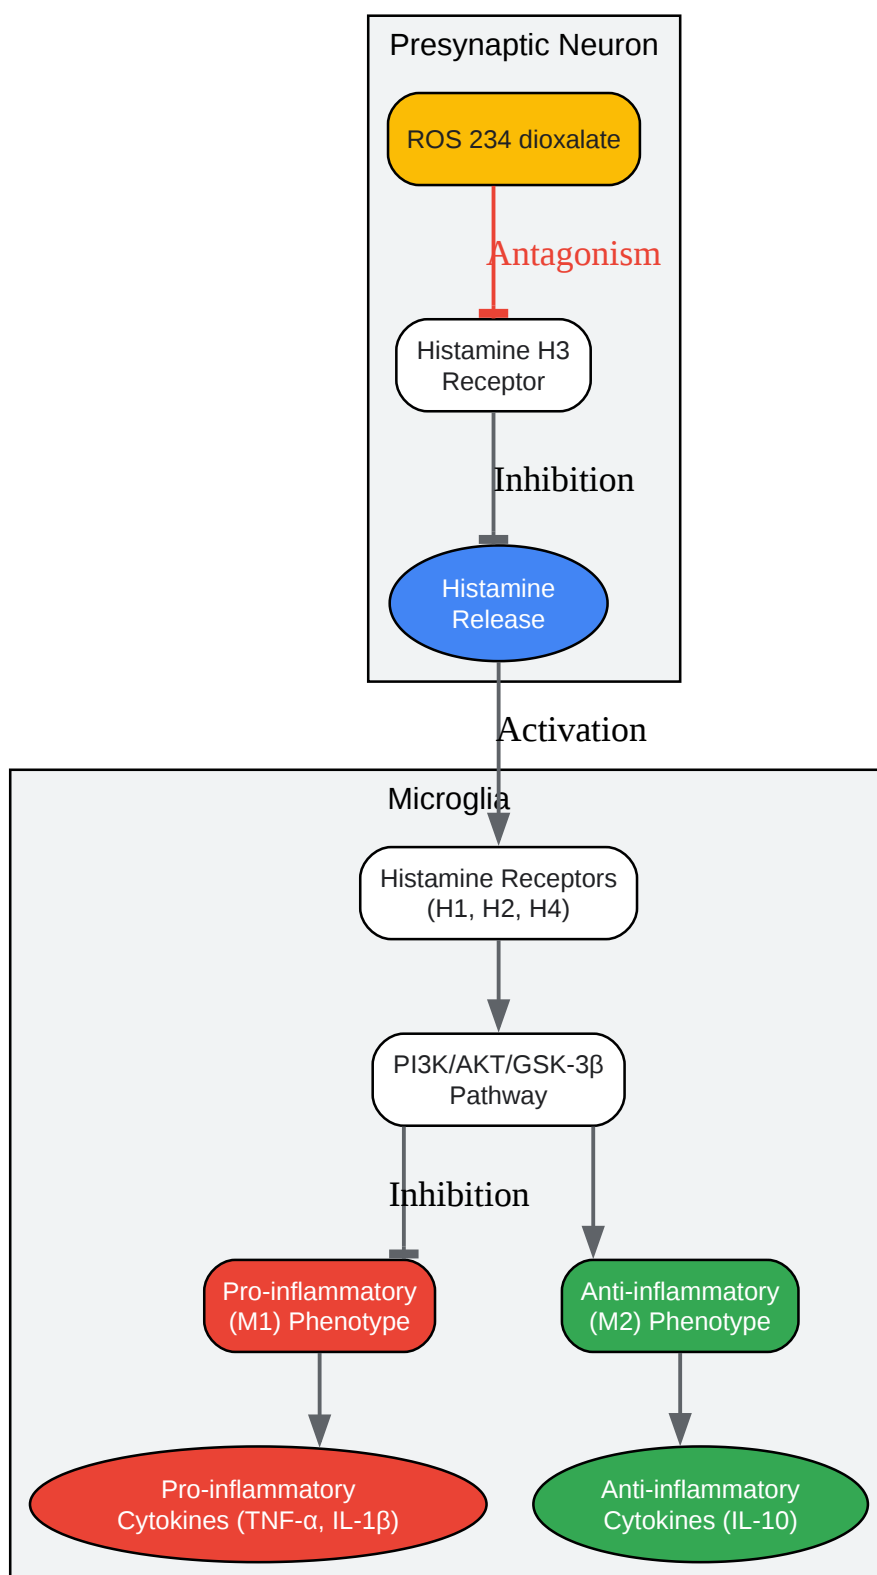 Presynaptic Neuron
ROS 234 dioxalate
Antagonism
Histamine H3
Receptor
Inhibition
Histamine
Release
Activation
Microglia
Histamine Receptors
(H1, H2, H4)
PI3K/AKT/GSK-3β
Pathway
Inhibition
Pro-inflammatory
(M1) Phenotype
Anti-inflammatory
(M2) Phenotype
Pro-inflammatory
Cytokines (TNF-α, IL-1β)
Anti-inflammatory
Cytokines (IL-10)